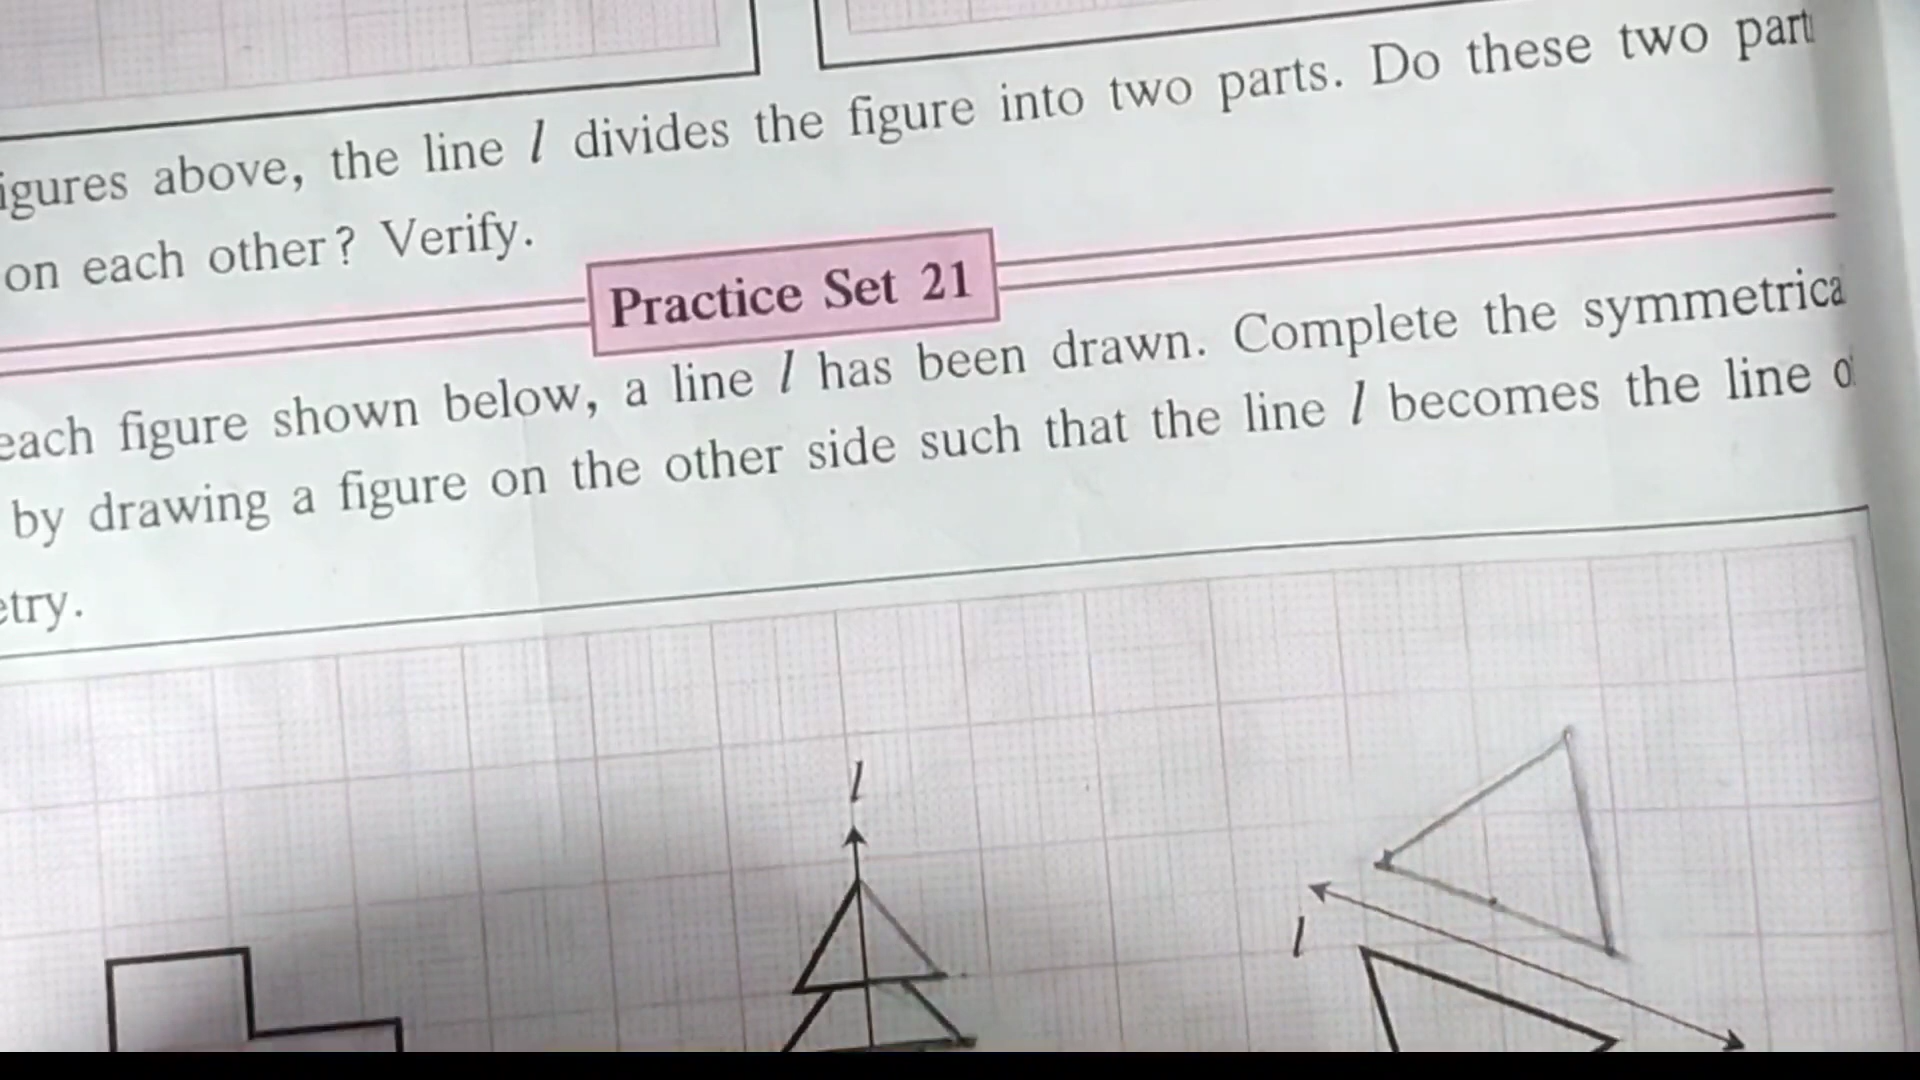 igures above, the line l divides the figure into two parts. Do these two part
on each other? Verify.
Practice Set 21
each figure shown below, a line l has been drawn. Complete the symmetrica
by drawing a figure on the other side such that the line l becomes the line o
etry.
l
l